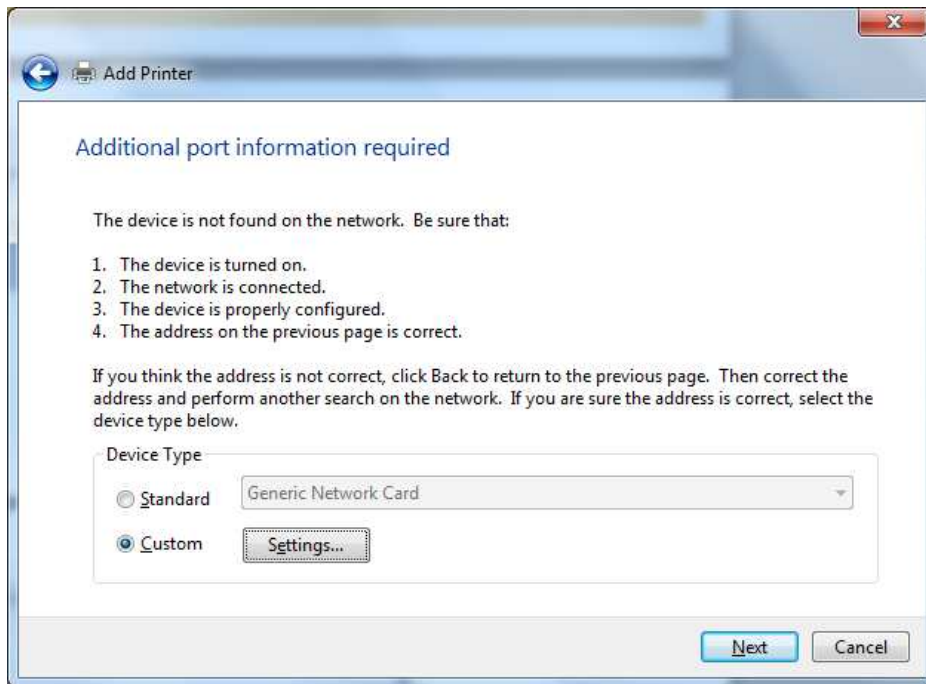 Add Printer
Additional port information required
The device is not found on the network.  Be sure that:
1.  The device is turned on.
2.  The network is connected.
3.  The device is properly configured.
4.  The address on the previous page is correct.
If you think the address is not correct, click Back to return to the previous page.  Then correct the
address and perform another search on the network.  If you are sure the address is correct, select the
device type below.
Device Type
Standard
Generic Network Card
Custom
Settings...
Next
Cancel